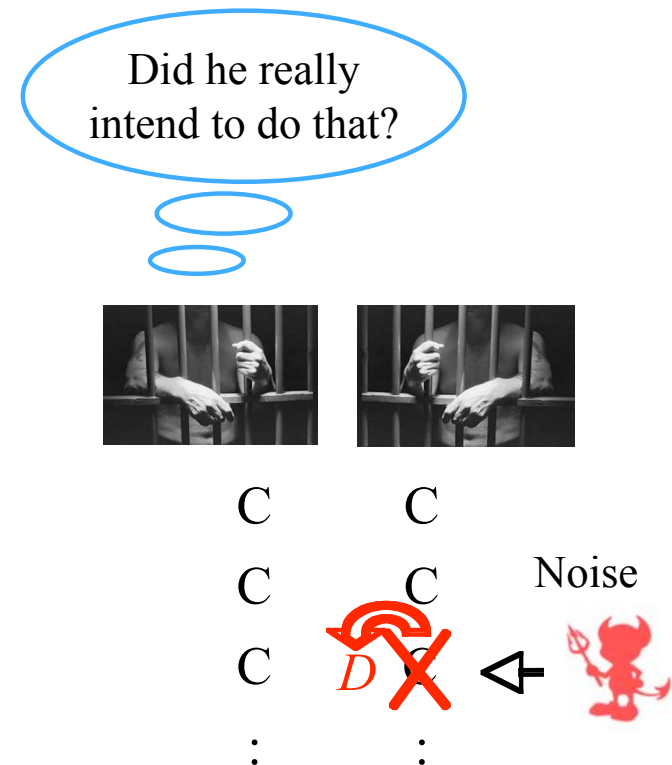 Did he really
intend to do that?
C C
C C
Noise
C D C
: :